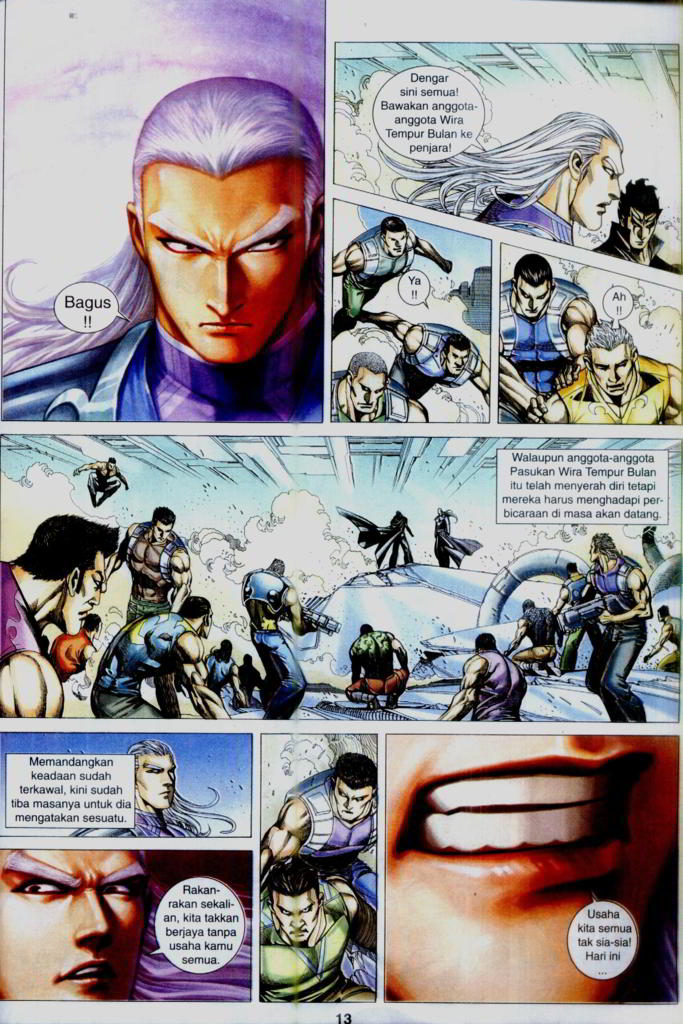 Bagus
!!
Dengar
sini semua!
Bawakan anggota-
anggota Wira
Tempur Bulan ke
penjara!
Ya
!!
Ah
!!
Walaupun anggota-anggota
Pasukan Wira Tempur Bulan
itu telah menyerah diri tetapi
mereka harus menghadapi per-
bicaraan di masa akan datang.
Memandangkan
keadaan sudah
terkawal, kini sudah
tiba masanya untuk dia
mengatakan sesuatu.
Rakan-
rakan sekali-
an, kita takkan
berjaya tanpa
usaha kamu
semua.
Usaha
kita semua
tak sia-sia!
Hari ini
...
13